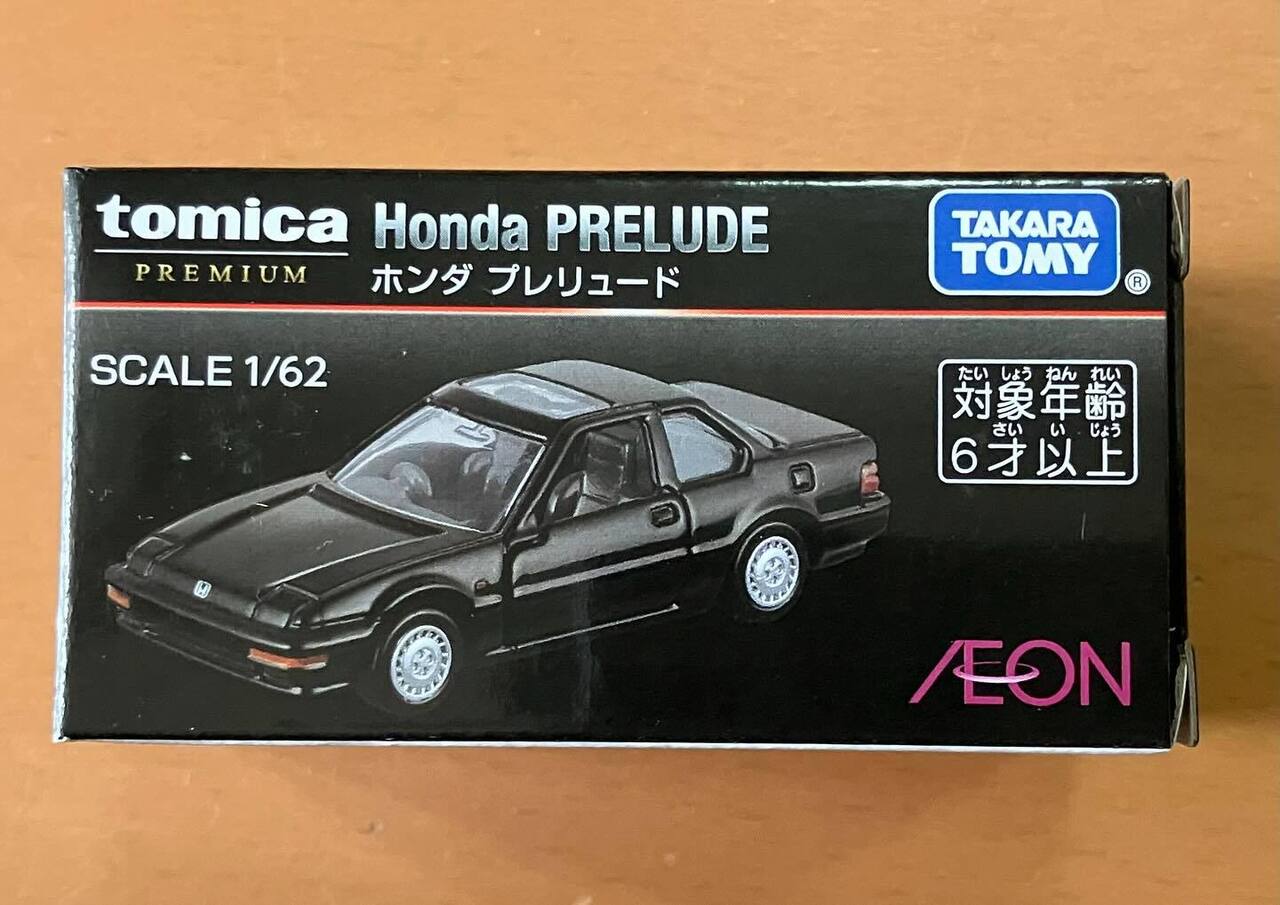 tomica
PREMIUM
Honda PRELUDE
ホンダ プレリュード
TAKARA
TOMY
®
SCALE 1/62
たい しょう ねん れい
対象年齢
さい い じょう
6才以上
ÆON